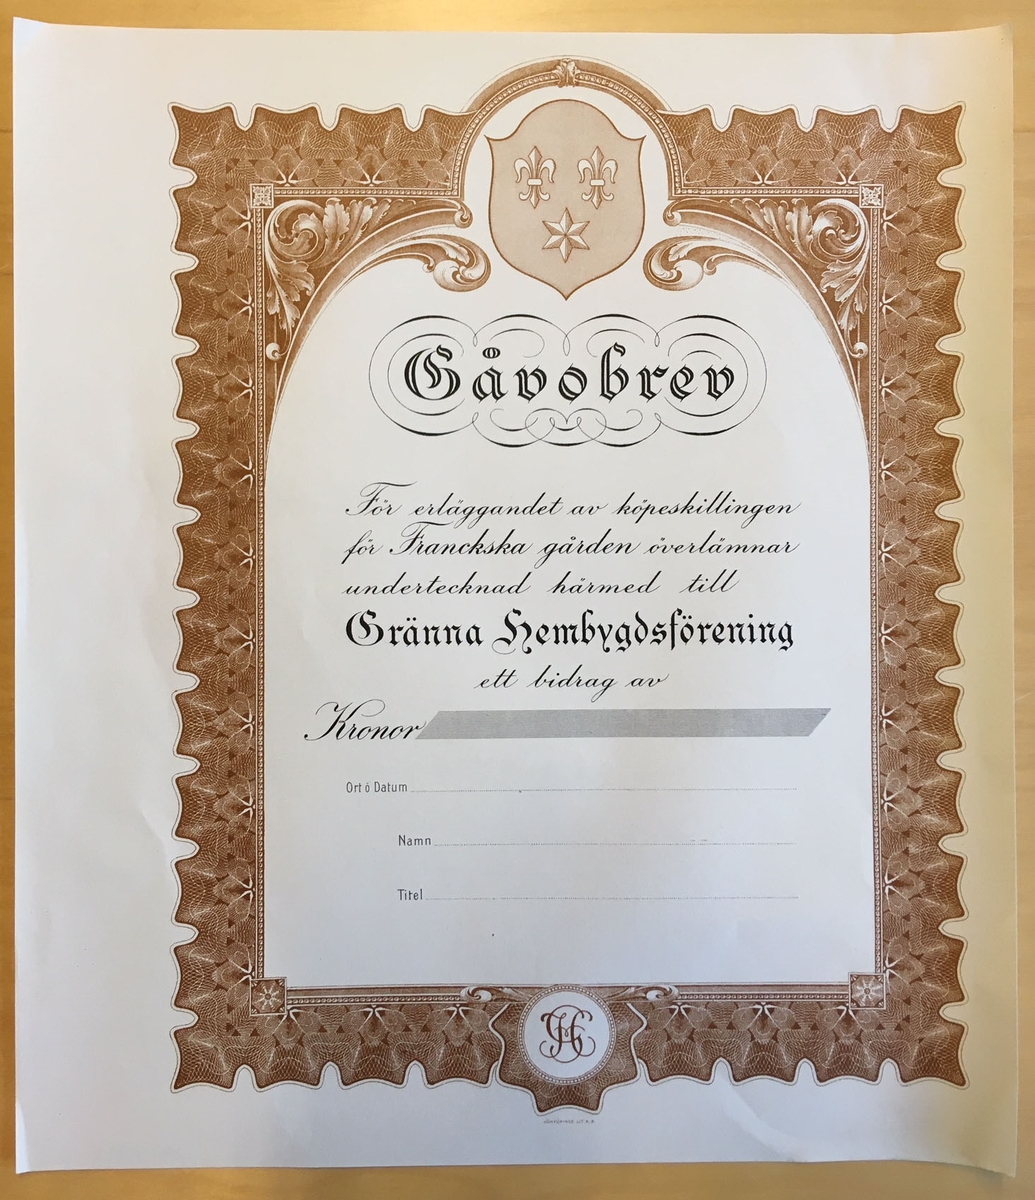 Gåvobrev
För erläggandet av köpeskillingen
för Franckska gården överlämnar
undertecknad härmed till
Gränna Hembygdsförening
ett bidrag av
Kronor
Ort ó Datum
Namn
Titel
LIT. A. B.